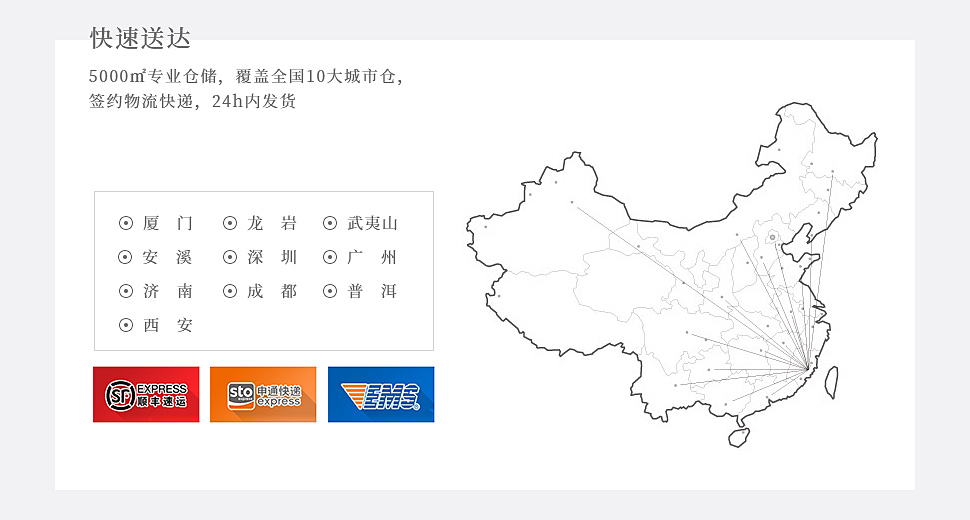 快速送达
5000㎡专业仓储，覆盖全国10大城市仓，
签约物流快递，24h内发货
厦 门 龙 岩 武夷山
安 溪 深 圳 广 州
济 南 成 都 普 洱
西 安
SF EXPRESS
顺丰速运
sto express 申通快递
express
EMS